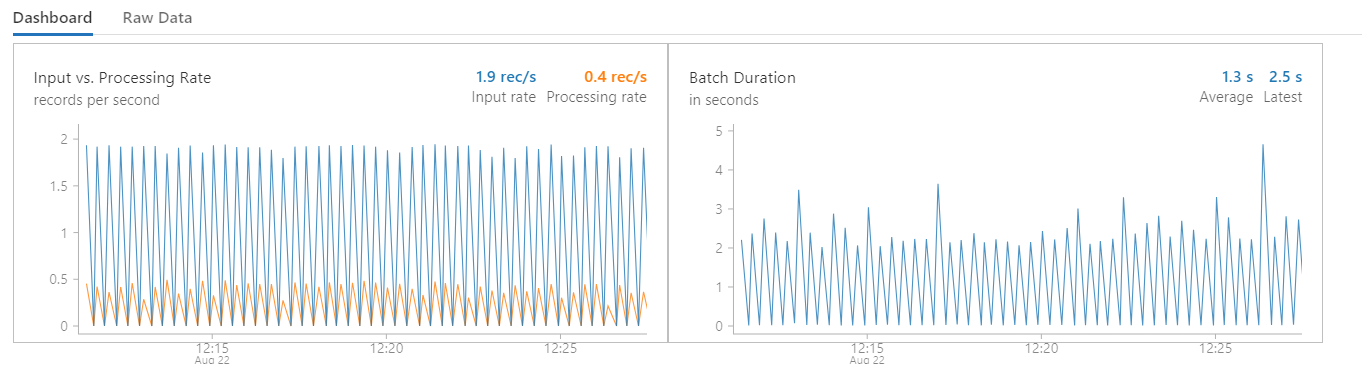 Dashboard Raw Data
Input vs. Processing Rate 1.9 rec/s 0.4 rec/s
records per second Input rate Processing rate
2
1.5
1
0.5
0
12:15 12:20 12:25
Aug 22
Batch Duration 1.3 s 2.5 s
in seconds Average Latest
5
4
3
2
1
0
12:15 12:20 12:25
Aug 22